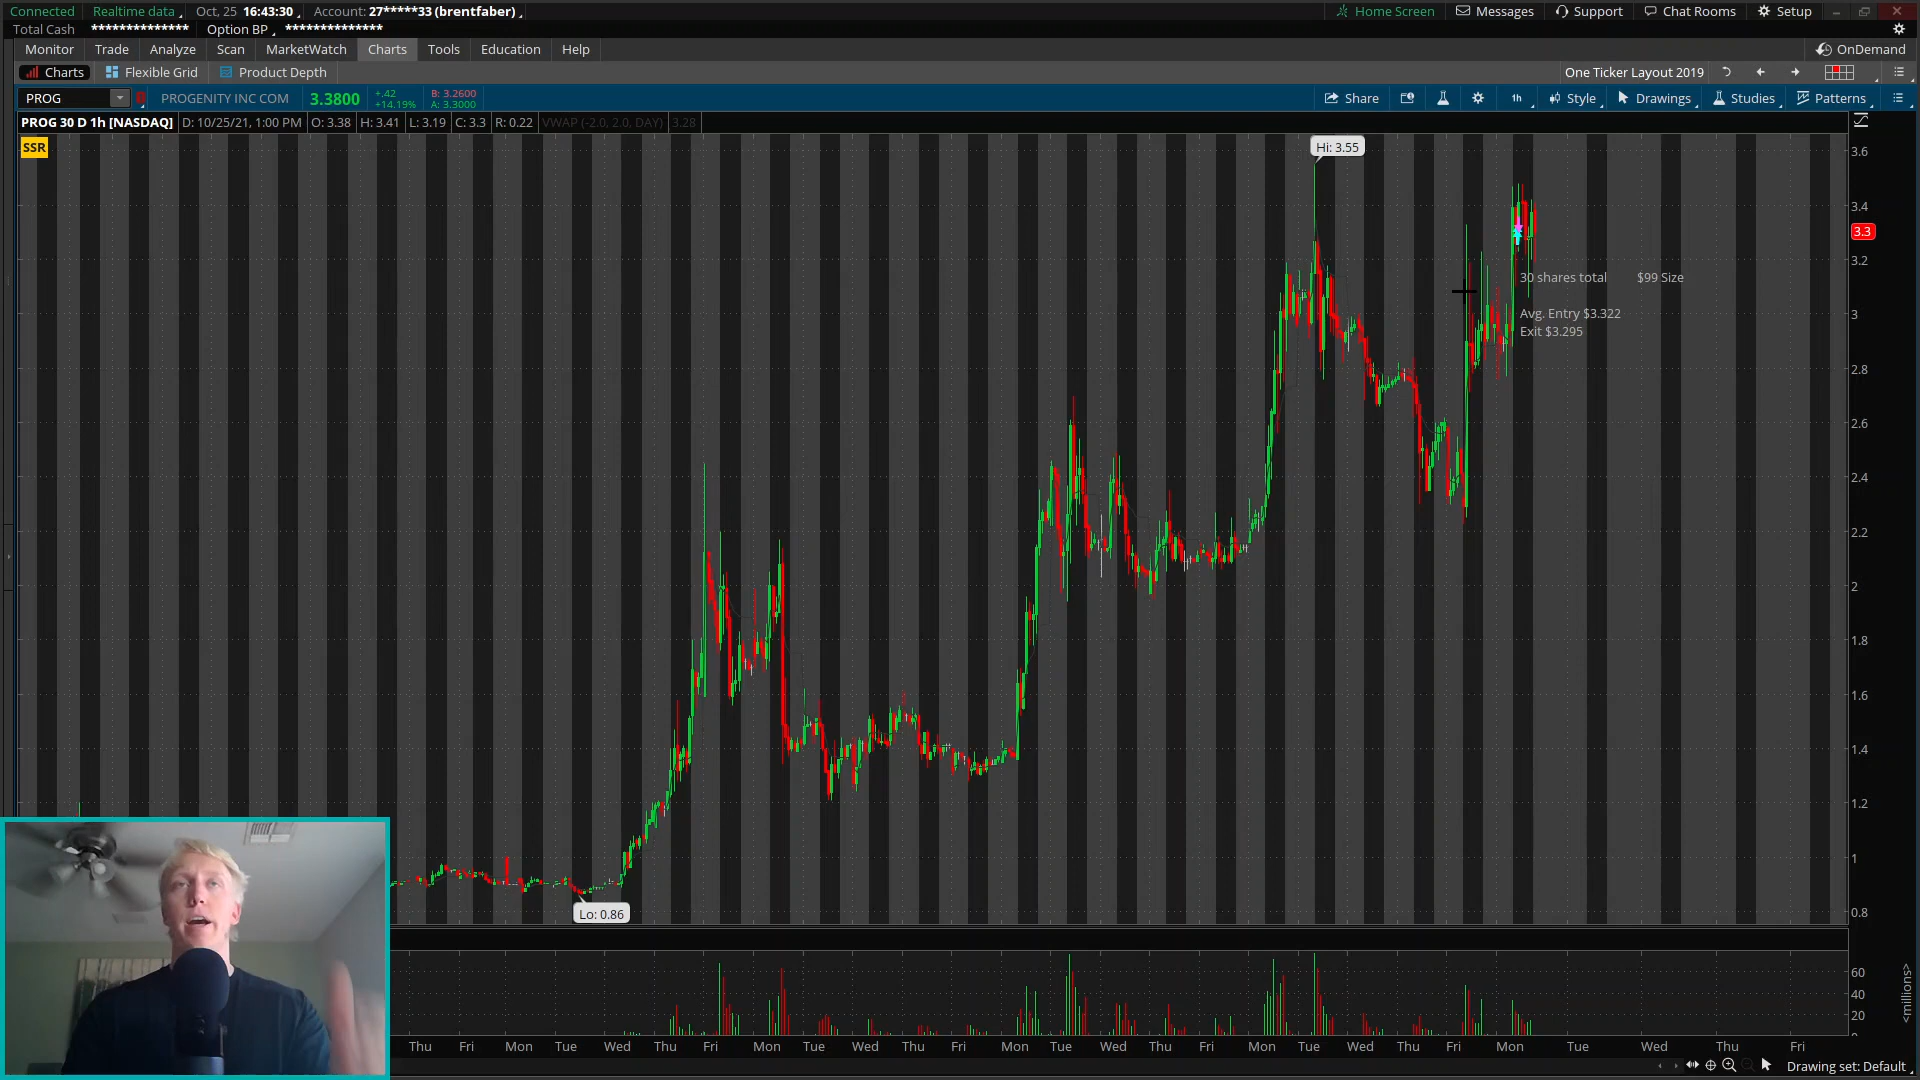 Connected Realtime data Oct, 25 16:43:30 Account: 27*****33 (brentfaber) Home Screen Messages Support Chat Rooms Setup
Total Cash ************** Option BP **************
Monitor Trade Analyze Scan MarketWatch Charts Tools Education Help OnDemand
Charts Flexible Grid Product Depth One Ticker Layout 2019
PROG PROGENITY INC COM 3.3800 +.42 +14.19% B: 3.2600 A: 3.3000 Share 1h Style Drawings Studies Patterns
PROG 30 D 1h [NASDAQ] D: 10/25/21, 1:00 PM O: 3.38 H: 3.41 L: 3.19 C: 3.3 R: 0.22 VWAP (-2.0, 2.0, DAY) 3.28
SSR
Hi: 3.55
3.6
3.4
3.3
3.2
30 shares total $99 Size
Avg. Entry $3.322
Exit $3.295
3
2.8
2.6
2.4
2.2
2
1.8
1.6
1.4
1.2
1
Lo: 0.86
0.8
60
40
20
<millions>
Thu Fri Mon Tue Wed Thu Fri Mon Tue Wed Thu Fri Mon Tue Wed Thu Fri Mon Tue Wed Thu Fri Mon Tue Wed Thu Fri
Drawing set: Default